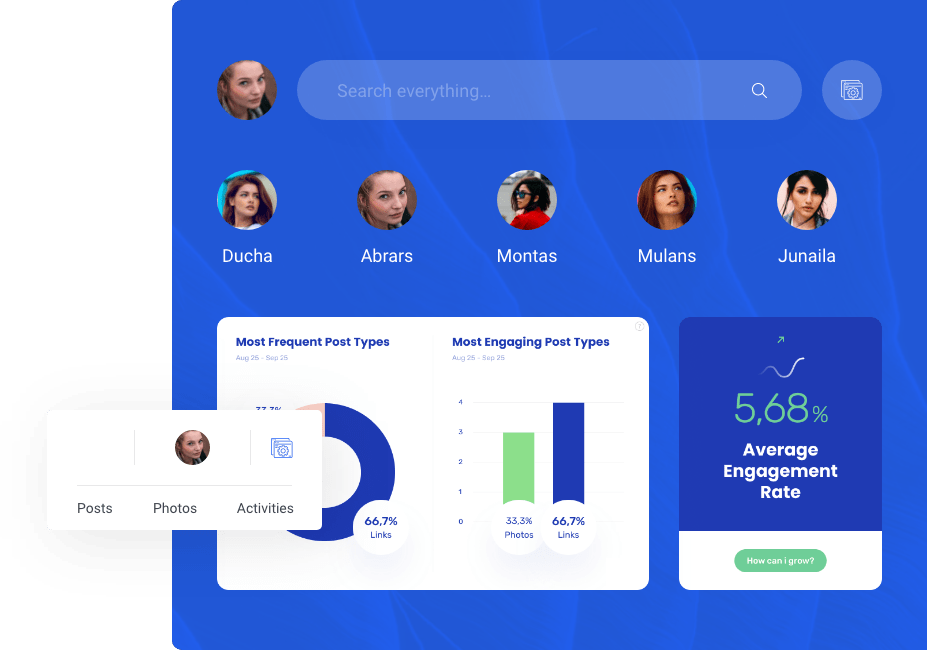 Search everything...
Ducha
Abrars
Montas
Mulans
Junaila
Most Frequent Post Types
Aug 25 - Sep 25
33,3%
66,7%
Links
Most Engaging Post Types
Aug 25 - Sep 25
4
3
2
1
0
33,3%
Photos
66,7%
Links
5,68%
Average
Engagement
Rate
How can i grow?
Posts
Photos
Activities